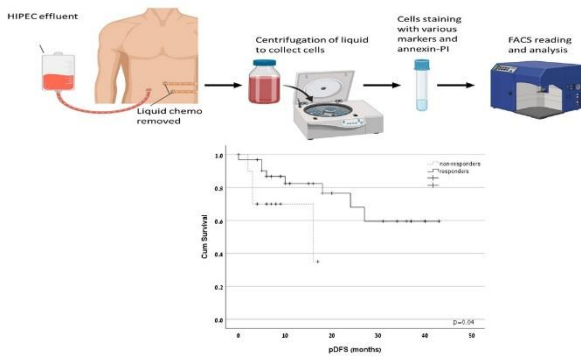 HIPEC effluent
Liquid chemo
removed
Centrifugation of liquid
to collect cells
Cells staining
with various
markers and
annexin-PI
FACS reading
and analysis
non-responders
responders
1.0
0.8
0.6
0.4
0.2
0.0
Cum Survival
0
10
20
30
40
50
p=0.04
pDFS (months)